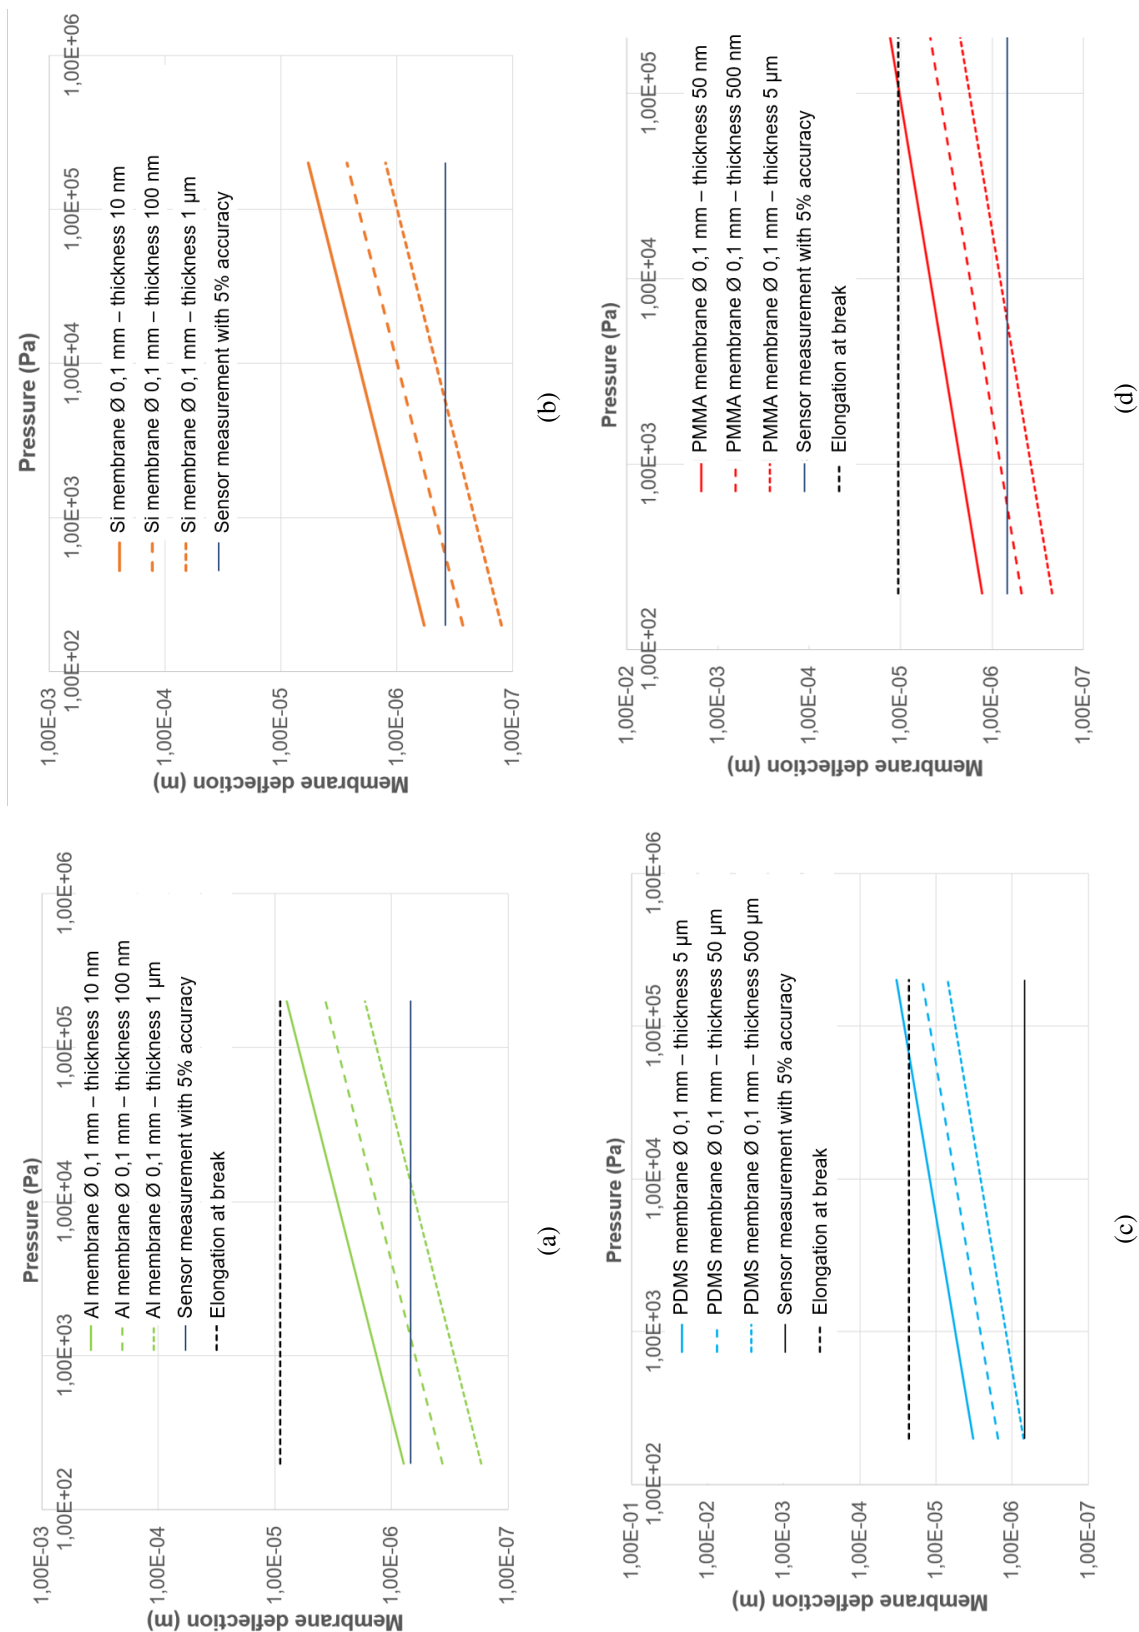 Pressure (Pa)
1,00E+02
1,00E+03
1,00E+04
1,00E+05
1,00E+06
1,00E-03
1,00E-04
1,00E-05
1,00E-06
1,00E-07
Membrane deflection (m)
Al membrane Ø 0,1 mm – thickness 10 nm
Al membrane Ø 0,1 mm – thickness 100 nm
Al membrane Ø 0,1 mm – thickness 1 µm
Sensor measurement with 5% accuracy
Elongation at break
(a)
Pressure (Pa)
1,00E+02
1,00E+03
1,00E+04
1,00E+05
1,00E+06
1,00E-03
1,00E-04
1,00E-05
1,00E-06
1,00E-07
Membrane deflection (m)
Si membrane Ø 0,1 mm – thickness 10 nm
Si membrane Ø 0,1 mm – thickness 100 nm
Si membrane Ø 0,1 mm – thickness 1 µm
Sensor measurement with 5% accuracy
(b)
Pressure (Pa)
1,00E+02
1,00E+03
1,00E+04
1,00E+05
1,00E+06
1,00E-01
1,00E-02
1,00E-03
1,00E-04
1,00E-05
1,00E-06
1,00E-07
Membrane deflection (m)
PDMS membrane Ø 0,1 mm – thickness 5 µm
PDMS membrane Ø 0,1 mm – thickness 50 µm
PDMS membrane Ø 0,1 mm – thickness 500 µm
Sensor measurement with 5% accuracy
Elongation at break
(c)
Pressure (Pa)
1,00E+02
1,00E+03
1,00E+04
1,00E+05
1,00E-02
1,00E-03
1,00E-04
1,00E-05
1,00E-06
1,00E-07
Membrane deflection (m)
PMMA membrane Ø 0,1 mm – thickness 50 nm
PMMA membrane Ø 0,1 mm – thickness 500 nm
PMMA membrane Ø 0,1 mm – thickness 5 µm
Sensor measurement with 5% accuracy
Elongation at break
(d)